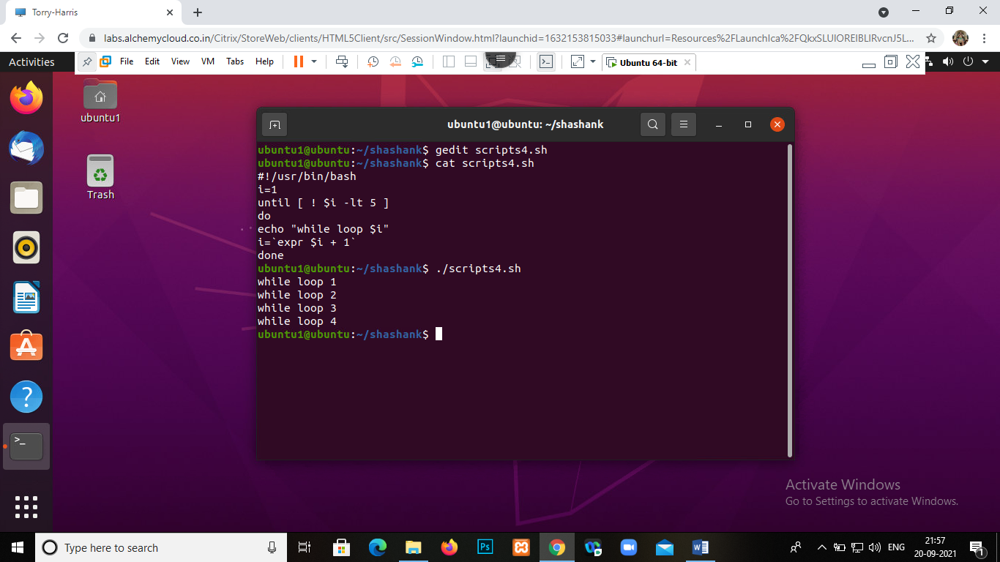 Torry-Harris
labs.alchemycloud.co.in/Citrix/StoreWeb/clients/HTML5Client/src/SessionWindow.html?launchid=1632153815033#launchurl=Resources%2FLaunchIca%2FQkxSLUlOREIBLlRvcnJ5L...
Activities
File Edit View VM Tabs Help
Ubuntu 64-bit
ubuntu1
Trash
ubuntu1@ubuntu: ~/shashank
ubuntu1@ubuntu:~/shashank$ gedit scripts4.sh
ubuntu1@ubuntu:~/shashank$ cat scripts4.sh
#!/usr/bin/bash
i=1
until [ ! $i -lt 5 ]
do
echo "while loop $i"
i=`expr $i + 1`
done
ubuntu1@ubuntu:~/shashank$ ./scripts4.sh
while loop 1
while loop 2
while loop 3
while loop 4
ubuntu1@ubuntu:~/shashank$
Activate Windows
Go to Settings to activate Windows.
Type here to search
Ps
ENG
21:57
20-09-2021
1